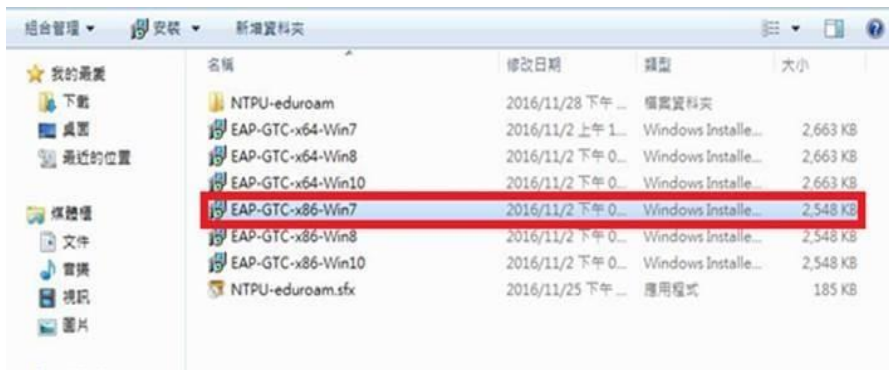 組合管理 安裝 新增資料夾
我的最愛
下載
桌面
最近的位置
媒體櫃
文件
音樂
視訊
圖片
名稱 修改日期 類型 大小
NTPU-eduroam 2016/11/28 下午 ... 檔案資料夾
EAP-GTC-x64-Win7 2016/11/2 上午 1... Windows Installe... 2,663 KB
EAP-GTC-x64-Win8 2016/11/2 下午 0... Windows Installe... 2,663 KB
EAP-GTC-x64-Win10 2016/11/2 下午 0... Windows Installe... 2,663 KB
EAP-GTC-x86-Win7 2016/11/2 下午 0... Windows Installe... 2,548 KB
EAP-GTC-x86-Win8 2016/11/2 下午 0... Windows Installe... 2,548 KB
EAP-GTC-x86-Win10 2016/11/2 下午 0... Windows Installe... 2,548 KB
NTPU-eduroam.sfx 2016/11/25 下午 ... 應用程式 185 KB